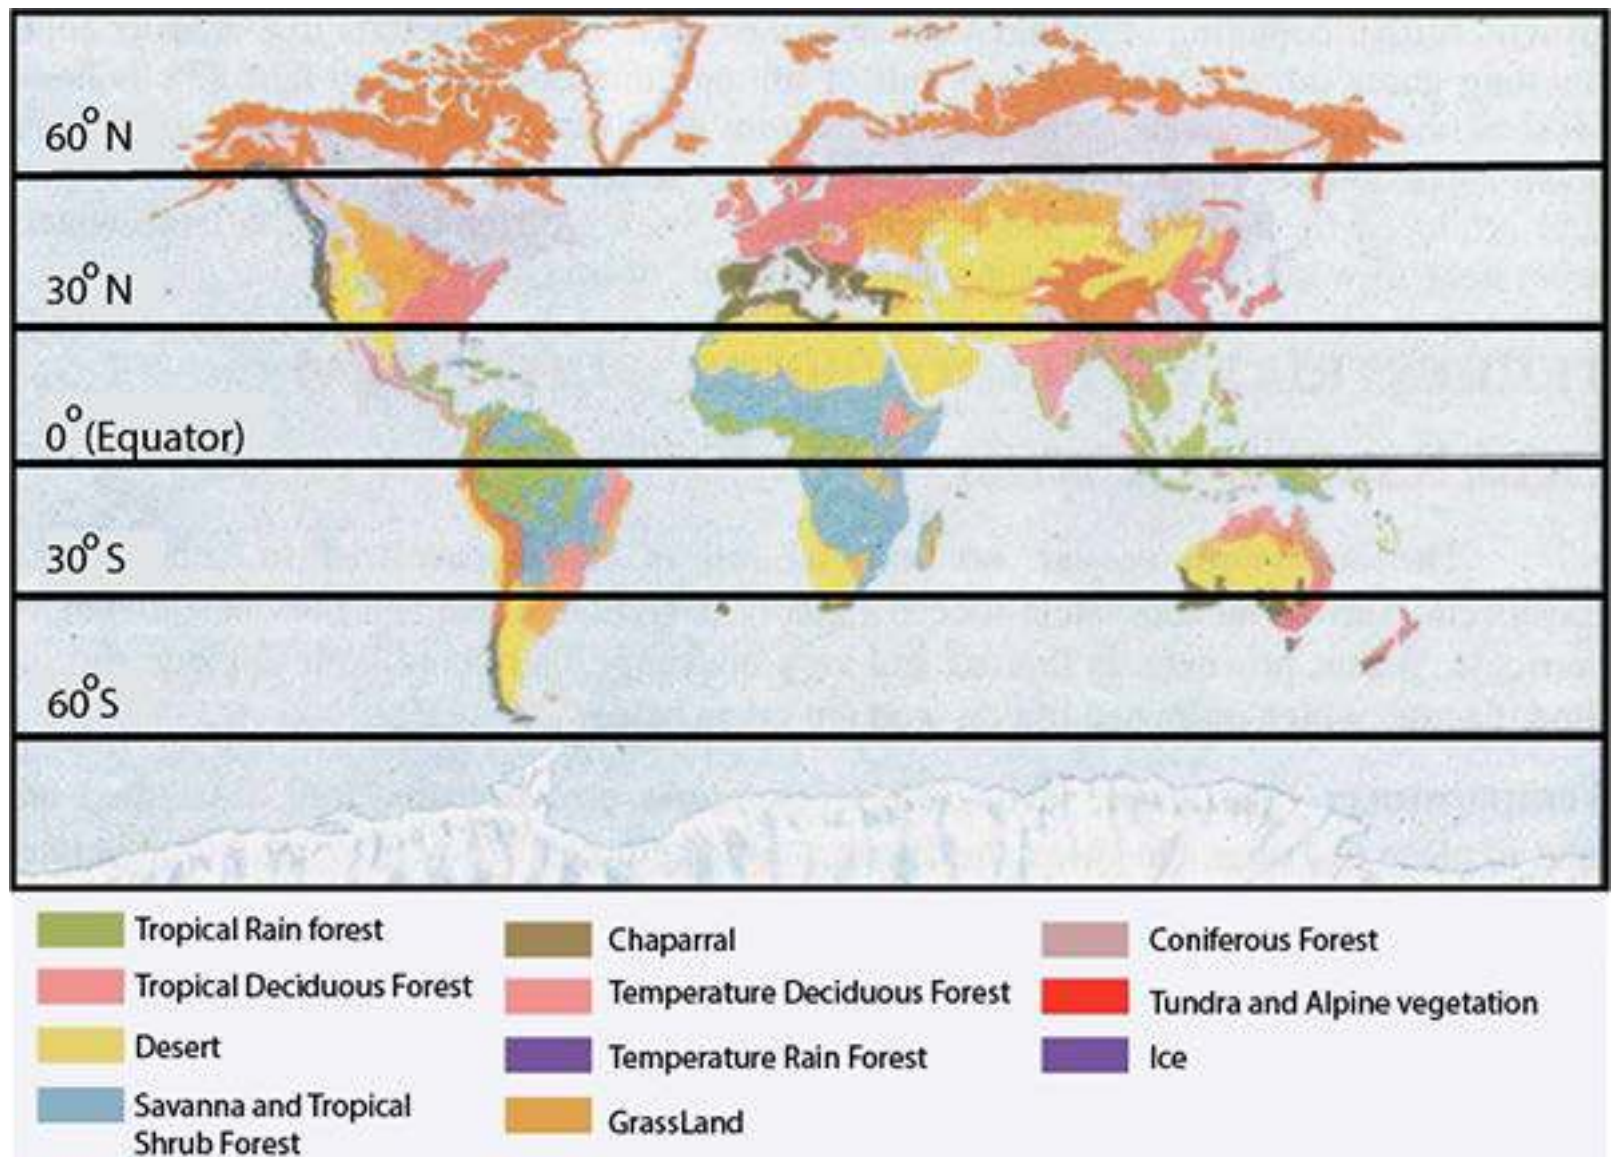 60°N
30°N
0°(Equator)
30°S
60°S
Tropical Rain forest
Tropical Deciduous Forest
Desert
Savanna and Tropical
Shrub Forest
Chaparral
Temperature Deciduous Forest
Temperature Rain Forest
GrassLand
Coniferous Forest
Tundra and Alpine vegetation
Ice